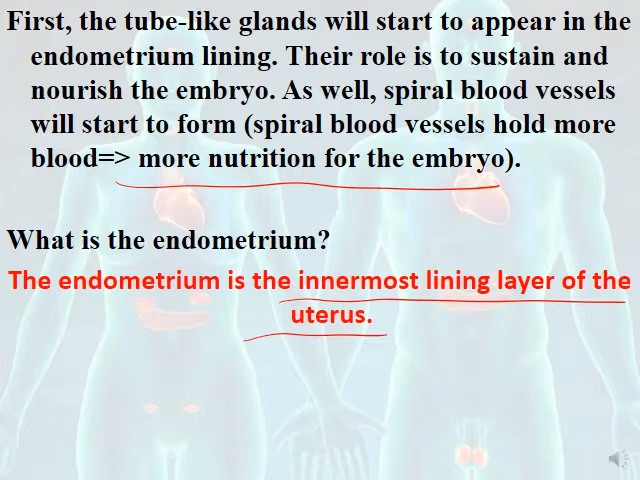 First, the tube-like glands will start to appear in the
endometrium lining. Their role is to sustain and
nourish the embryo. As well, spiral blood vessels
will start to form (spiral blood vessels hold more
blood=> more nutrition for the embryo).
What is the endometrium?
The endometrium is the innermost lining layer of the
uterus.